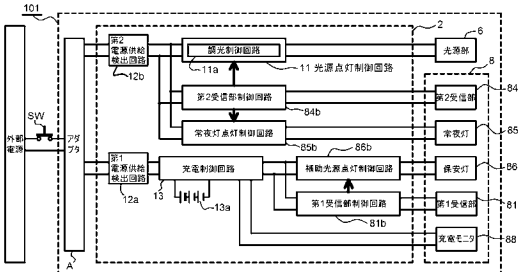 101
2
6
8
外部電源
SW
アダプタ
A
第2電源供給検出回路
12b
調光制御回路
11a
11 光源点灯制御回路
光源部
第2受信部制御回路
84b
第2受信部
84
常夜灯点灯制御回路
85b
常夜灯
85
86b
第1電源供給検出回路
12a
充電制御回路
13
13a
補助光源点灯制御回路
保安灯
86
第1受信部制御回路
81b
第1受信部
81
充電モニタ
88